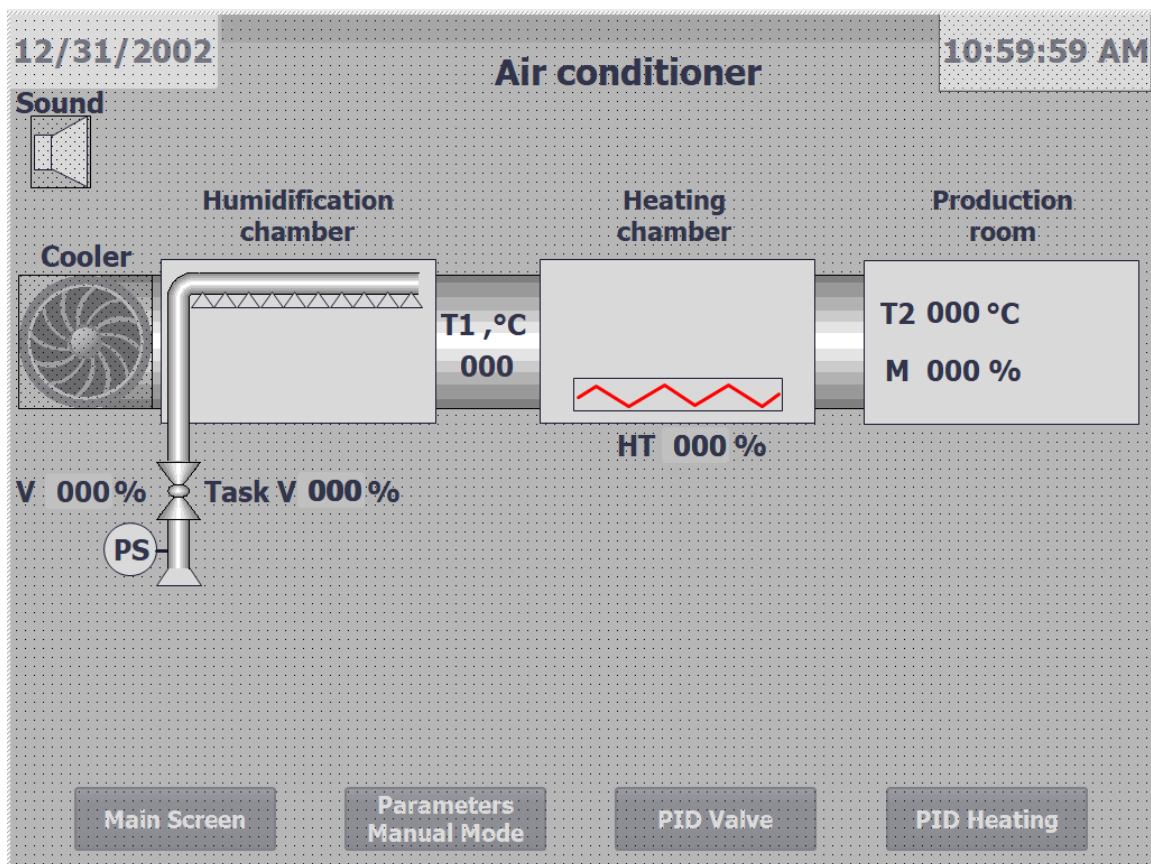 12/31/2002
10:59:59 AM
Air conditioner
Sound
Humidification
chamber
Heating
chamber
Production
room
Cooler
T1 ,°C
000
T2 000 °C
M 000 %
HT 000 %
V 000 %
Task V 000 %
PS
Main Screen
Parameters
Manual Mode
PID Valve
PID Heating